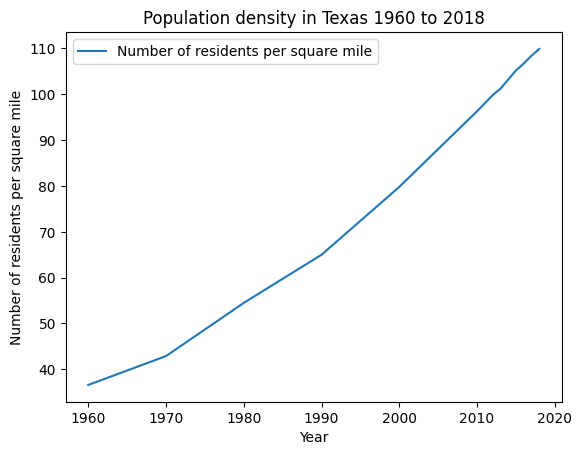 Population density in Texas 1960 to 2018
Number of residents per square mile
Number of residents per square mile
110
100
90
80
70
60
50
40
1960 1970 1980 1990 2000 2010 2020
Year